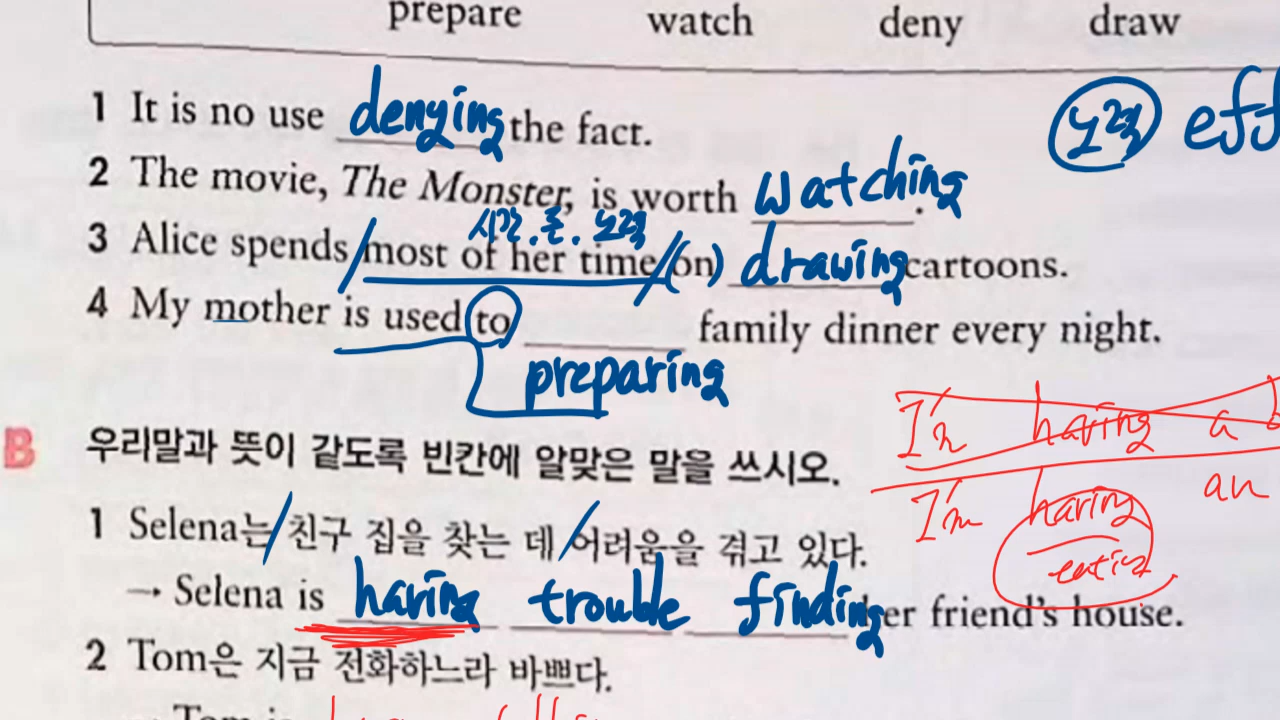 prepare watch deny draw
1 It is no use denying the fact.
노력 eff
2 The movie, The Monster, is worth watching.
시간.돈.노력
3 Alice spends most of her time (on) drawing cartoons.
4 My mother is used to family dinner every night.
preparing
I'm having a
B 우리말과 뜻이 같도록 빈칸에 알맞은 말을 쓰시오.
I'm having an
eating
1 Selena는 친구 집을 찾는 데 어려움을 겪고 있다.
→ Selena is having trouble finding her friend's house.
2 Tom은 지금 전화하느라 바쁘다.
→ Tom is